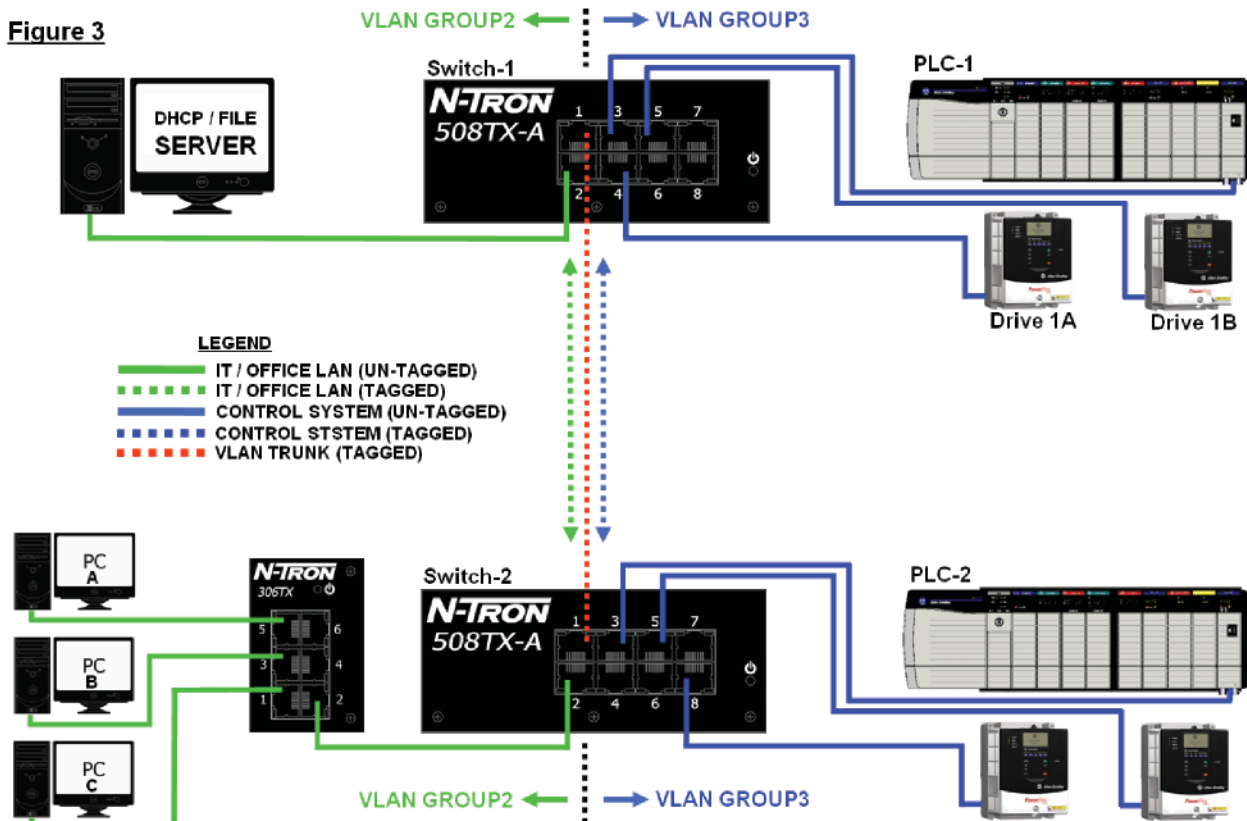 VLAN GROUP2
VLAN GROUP3
Figure 3
Switch-1
PLC-1
N-TRON
508TX-A
1 3 5 7
2 4 6 8
DHCP / FILE
SERVER
Drive 1A
Drive 1B
LEGEND
IT / OFFICE LAN (UN-TAGGED)
IT / OFFICE LAN (TAGGED)
CONTROL SYSTEM (UN-TAGGED)
CONTROL STSTEM (TAGGED)
VLAN TRUNK (TAGGED)
PC
A
PC
B
PC
C
N-TRON
306TX
5 6
3 4
1 2
Switch-2
N-TRON
508TX-A
1 3 5 7
2 4 6 8
PLC-2
VLAN GROUP2
VLAN GROUP3